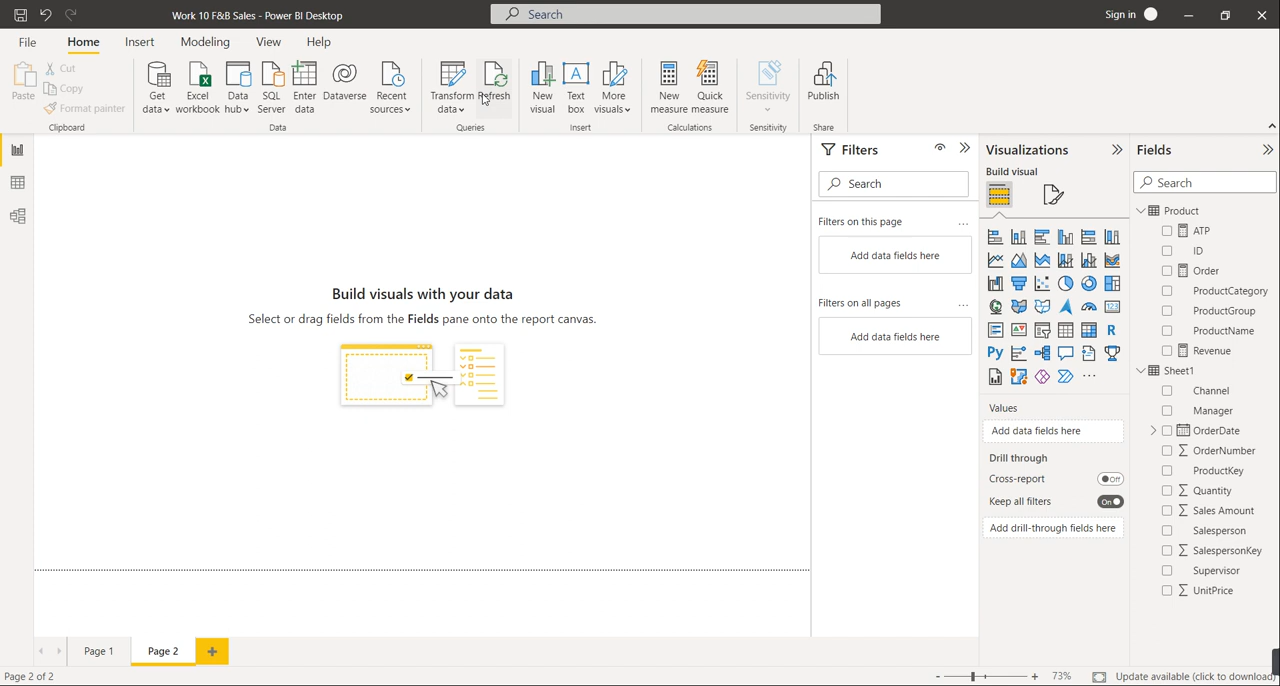 Work 10 F&B Sales - Power BI Desktop
Search
Sign in
File
Home
Insert
Modeling
View
Help
Paste
Cut
Copy
Format painter
Clipboard
Get data
Excel workbook
Data hub
SQL Server
Enter data
Dataverse
Recent sources
Data
Transform data
Refresh
Queries
New visual
Text box
More visuals
Insert
New measure
Quick measure
Calculations
Sensitivity
Sensitivity
Publish
Share
Build visuals with your data
Select or drag fields from the Fields pane onto the report canvas.
Filters
Search
Filters on this page
...
Add data fields here
Filters on all pages
...
Add data fields here
Visualizations
Build visual
123
R
Py
...
Values
Add data fields here
Drill through
Cross-report
Off
Keep all filters
On
Add drill-through fields here
Fields
Search
Product
ATP
ID
Order
ProductCategory
ProductGroup
ProductName
Revenue
Sheet1
Channel
Manager
OrderDate
∑ OrderNumber
ProductKey
∑ Quantity
∑ Sales Amount
Salesperson
∑ SalespersonKey
Supervisor
∑ UnitPrice
Page 1
Page 2
+
Page 2 of 2
-
+
73%
Update available (click to download)